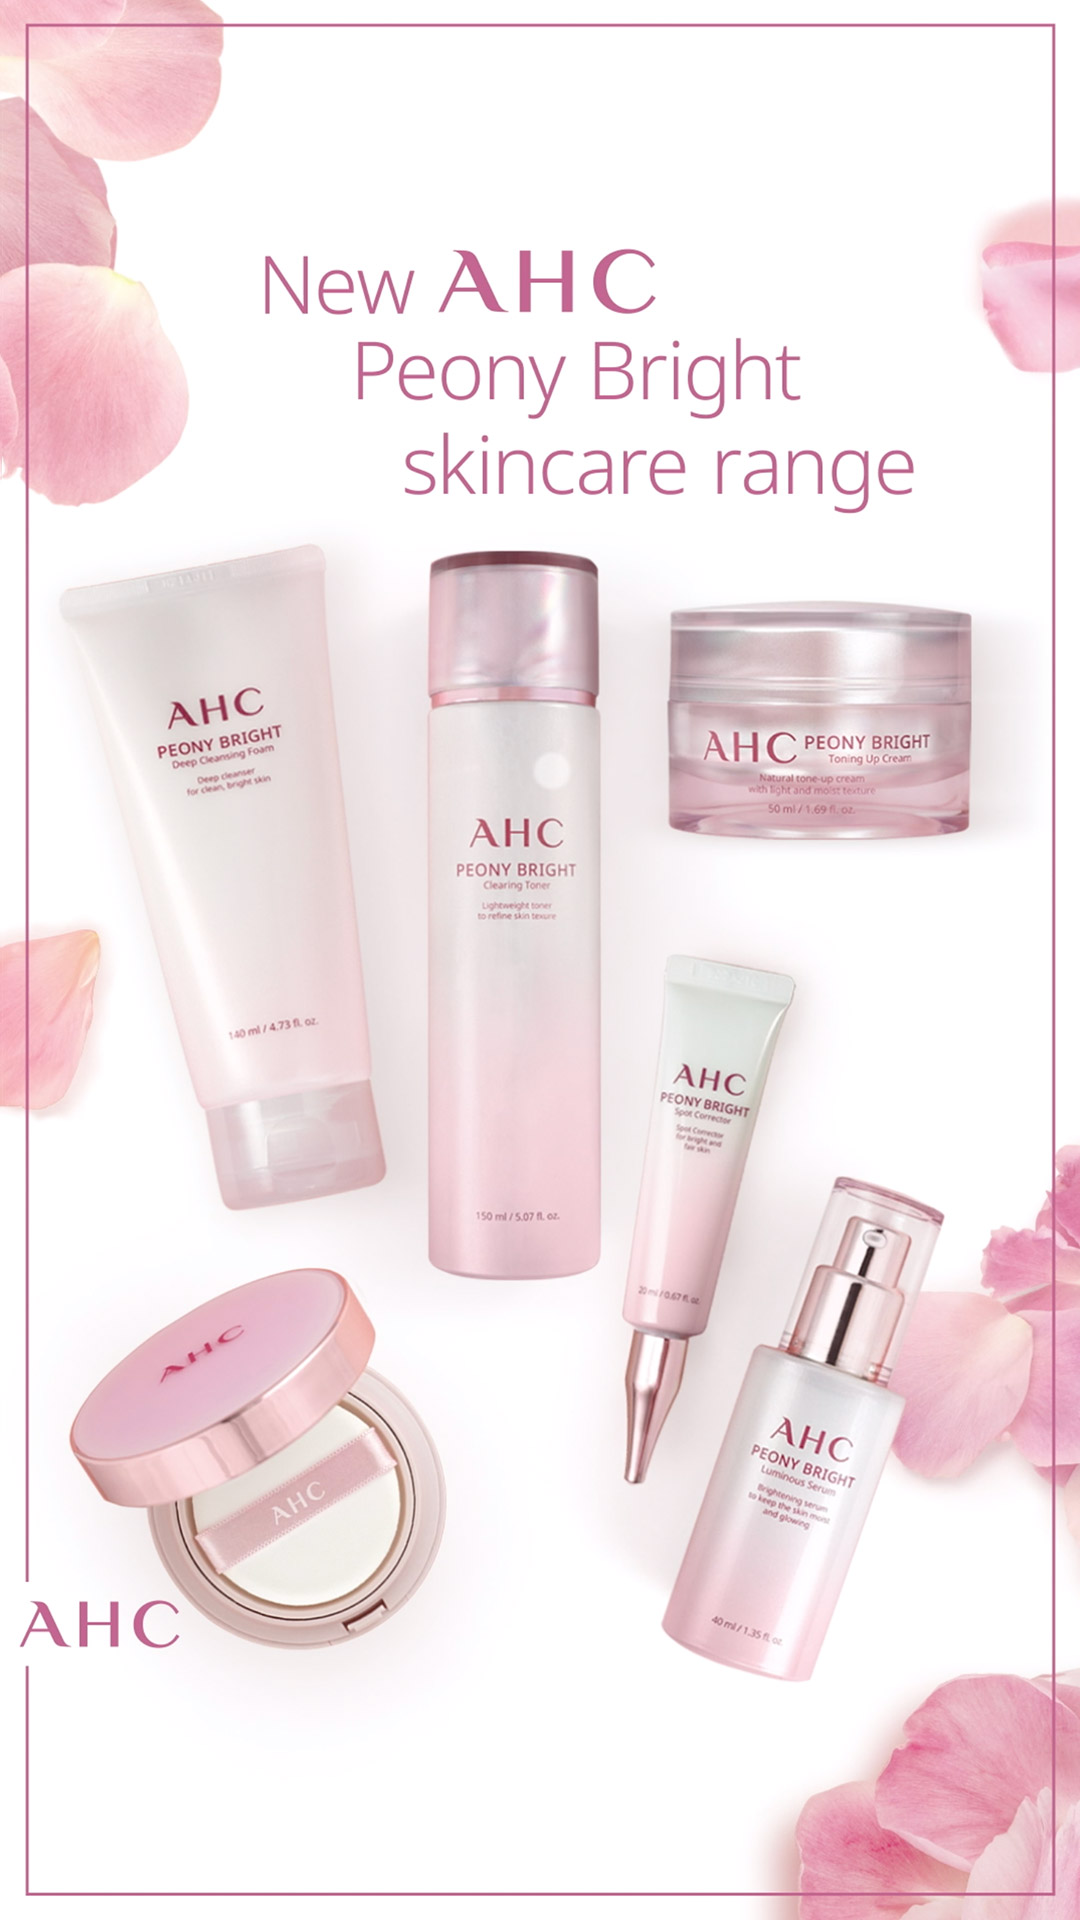 New AHC
Peony Bright
skincare range
AHC
PEONY BRIGHT
Deep Cleansing Foam
Deep cleanser
for clean, bright skin
140 ml / 4.73 fl. oz.
AHC
PEONY BRIGHT
Clearing Toner
Lightweight toner
to refine skin texure
150 ml / 5.07 fl. oz.
AHC PEONY BRIGHT
Toning Up Cream
Natural tone-up cream
with light and moist texture
50 ml / 1.69 fl. oz.
AHC
PEONY BRIGHT
Spot Corrector
Spot Corrector
for bright and
fair skin
20 ml / 0.67 fl. oz.
AHC
PEONY BRIGHT
Luminous Serum
Brightening serum
to keep the skin moist
and glowing
40 ml / 1.35 fl. oz.
AHC
AHC
AHC